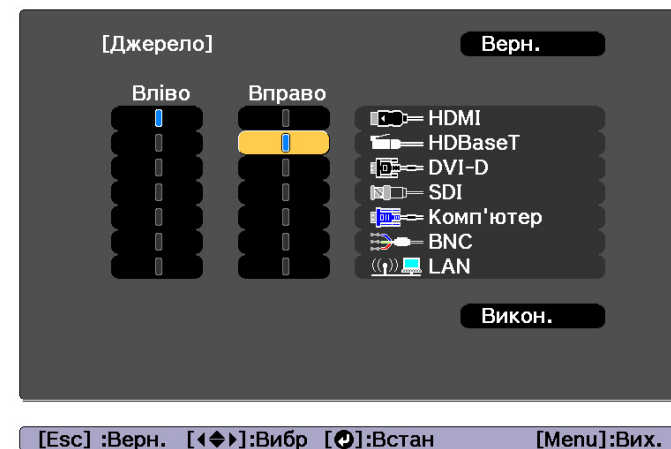 [Джерело] Верн.
Вліво Вправо
HDMI
HDBaseT
DVI-D
SDI
Комп'ютер
BNC
LAN
Викон.
[Esc] :Верн. [◀◆▶]:Вибр [↵]:Встан [Menu]:Вих.